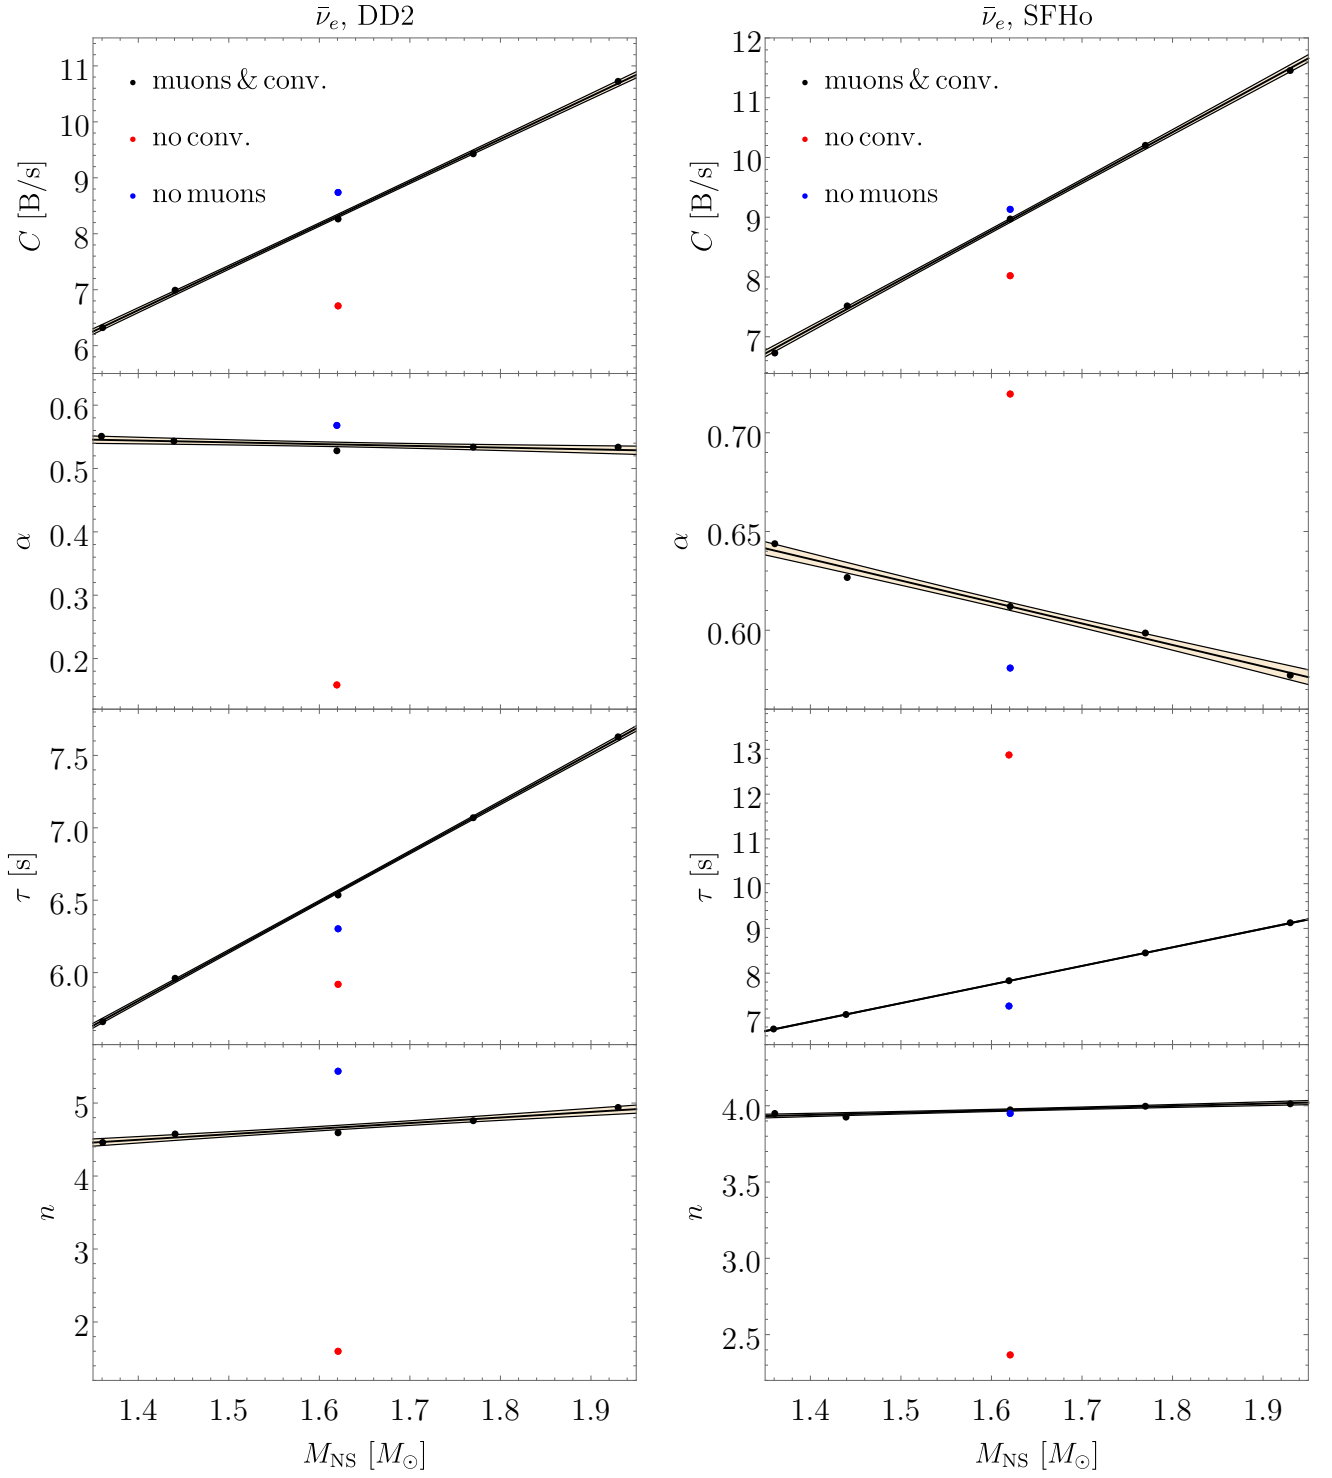 ν̄ₑ, DD2
11
10
9
8
7
6
C [B/s]
muons & conv.
no conv.
no muons
0.6
0.5
0.4
0.3
0.2
α
7.5
7.0
6.5
6.0
τ [s]
5
4
3
2
n
1.4 1.5 1.6 1.7 1.8 1.9
M_NS [M_⊙]
ν̄ₑ, SFHo
12
11
10
9
8
7
C [B/s]
muons & conv.
no conv.
no muons
0.70
0.65
0.60
α
13
12
11
10
9
8
7
τ [s]
4.0
3.5
3.0
2.5
n
1.4 1.5 1.6 1.7 1.8 1.9
M_NS [M_⊙]